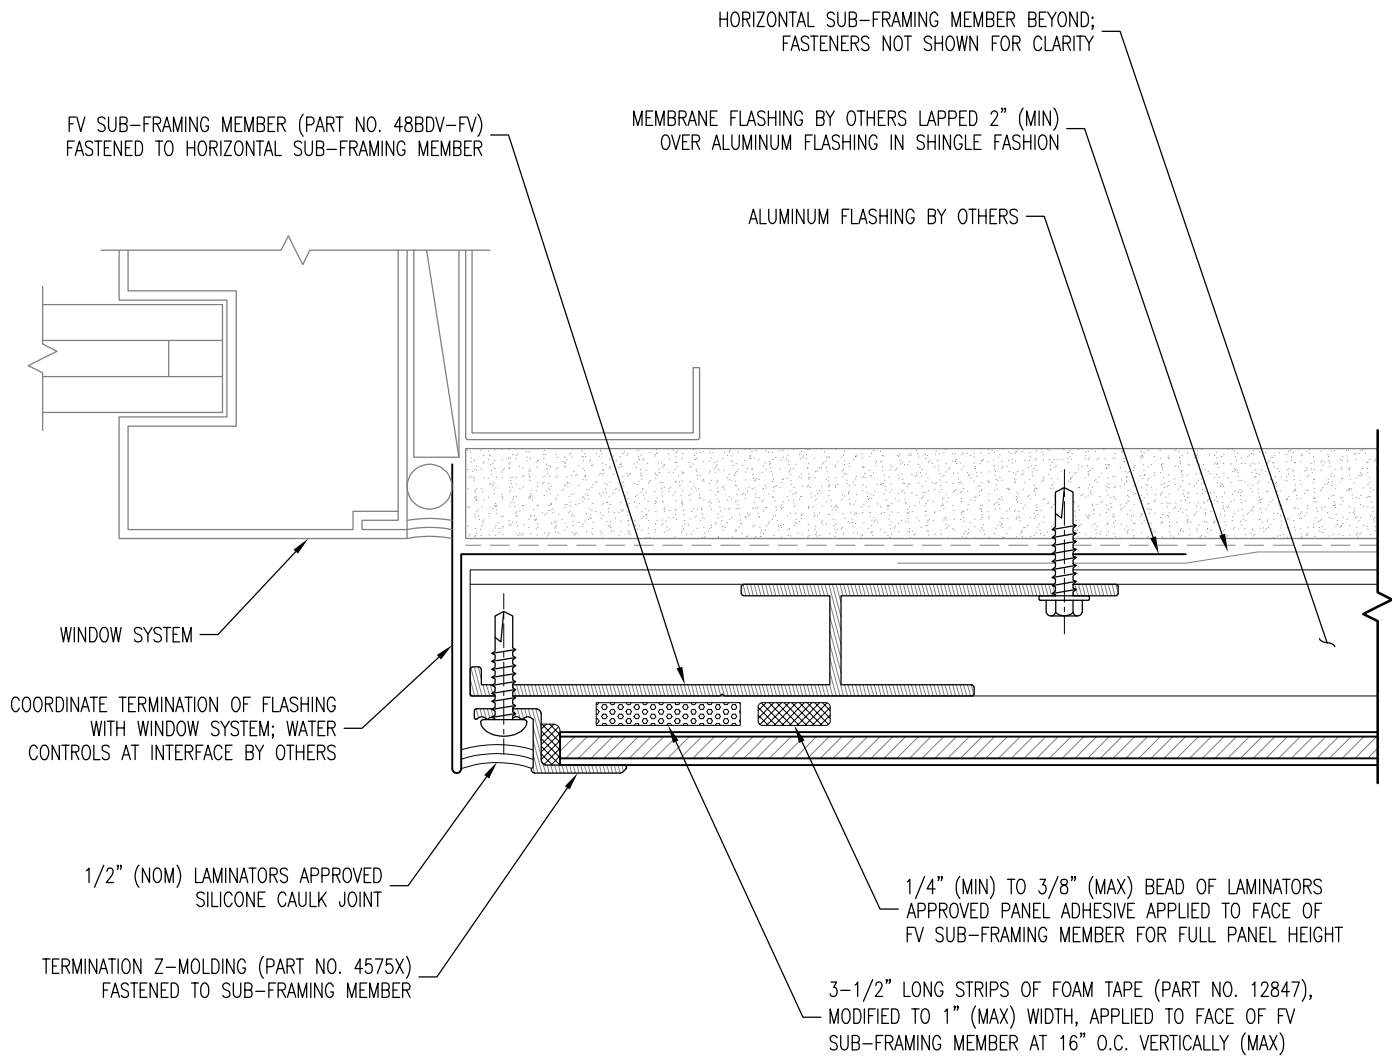 HORIZONTAL SUB-FRAMING MEMBER BEYOND;
FASTENERS NOT SHOWN FOR CLARITY
FV SUB-FRAMING MEMBER (PART NO. 48BDV-FV)
FASTENED TO HORIZONTAL SUB-FRAMING MEMBER
MEMBRANE FLASHING BY OTHERS LAPPED 2" (MIN)
OVER ALUMINUM FLASHING IN SHINGLE FASHION
ALUMINUM FLASHING BY OTHERS
WINDOW SYSTEM
COORDINATE TERMINATION OF FLASHING
WITH WINDOW SYSTEM; WATER
CONTROLS AT INTERFACE BY OTHERS
1/2" (NOM) LAMINATORS APPROVED
SILICONE CAULK JOINT
TERMINATION Z-MOLDING (PART NO. 4575X)
FASTENED TO SUB-FRAMING MEMBER
1/4" (MIN) TO 3/8" (MAX) BEAD OF LAMINATORS
APPROVED PANEL ADHESIVE APPLIED TO FACE OF
FV SUB-FRAMING MEMBER FOR FULL PANEL HEIGHT
3-1/2" LONG STRIPS OF FOAM TAPE (PART NO. 12847),
MODIFIED TO 1" (MAX) WIDTH, APPLIED TO FACE OF FV
SUB-FRAMING MEMBER AT 16" O.C. VERTICALLY (MAX)